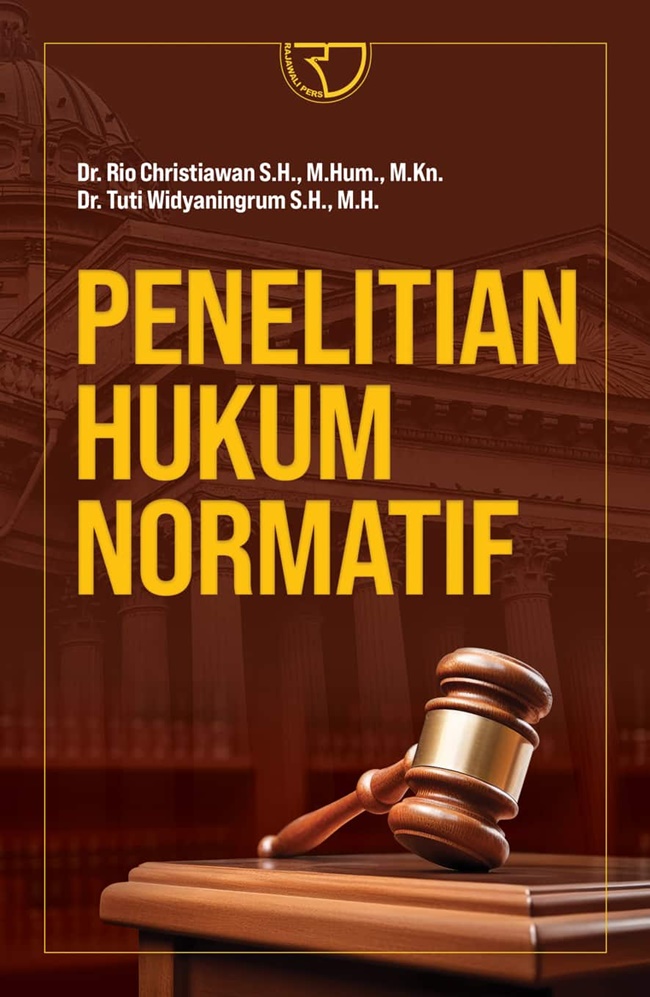 RAJAWALI PERS
Dr. Rio Christiawan S.H., M.Hum., M.Kn.
Dr. Tuti Widyaningrum S.H., M.H.
PENELITIAN
HUKUM
NORMATIF